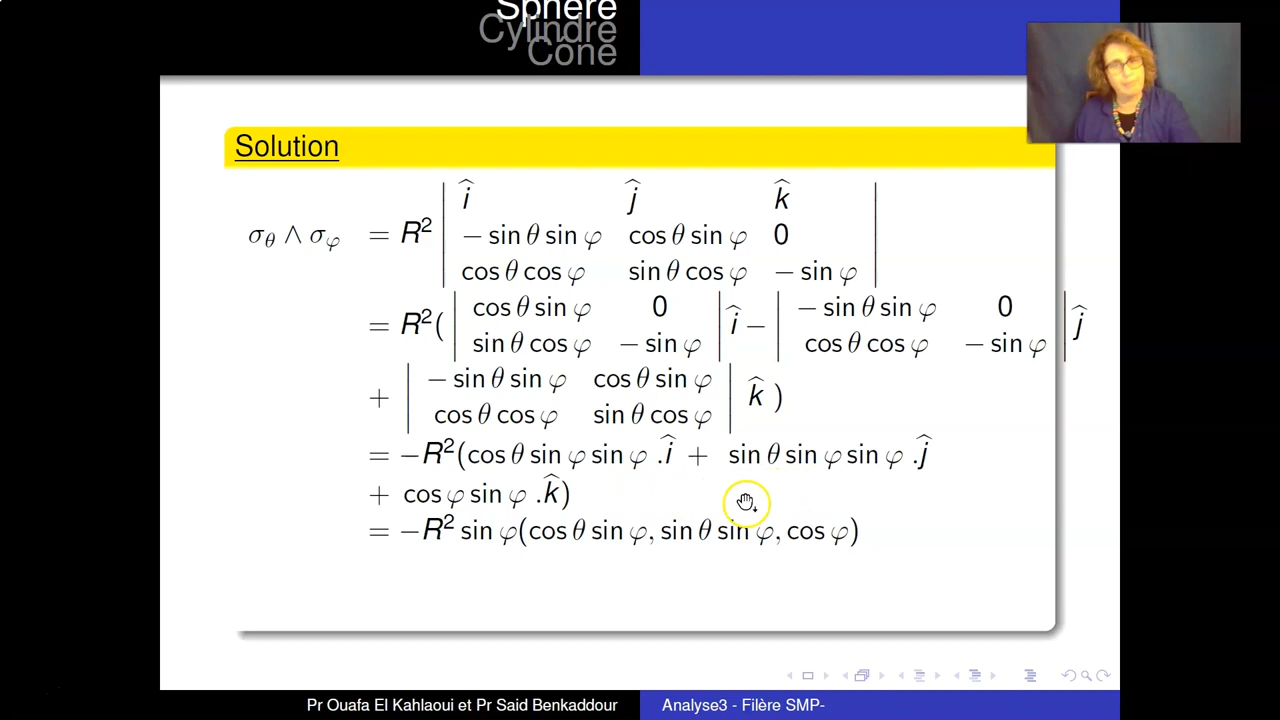 Sphère
Cylindre
Cône
Solution
σ_θ ∧ σ_φ = R² | î ĵ k̂ |
| − sin θ sin φ cos θ sin φ 0 |
| cos θ cos φ sin θ cos φ − sin φ |
= R²( | cos θ sin φ 0 | î − | − sin θ sin φ 0 | ĵ
| sin θ cos φ − sin φ | | cos θ cos φ − sin φ |
+ | − sin θ sin φ cos θ sin φ | k̂ )
| cos θ cos φ sin θ cos φ |
= −R²(cos θ sin φ sin φ .î + sin θ sin φ sin φ .ĵ
+ cos φ sin φ .k̂)
= −R² sin φ(cos θ sin φ, sin θ sin φ, cos φ)
Pr Ouafa El Kahlaoui et Pr Said Benkaddour
Analyse3 - Filère SMP-